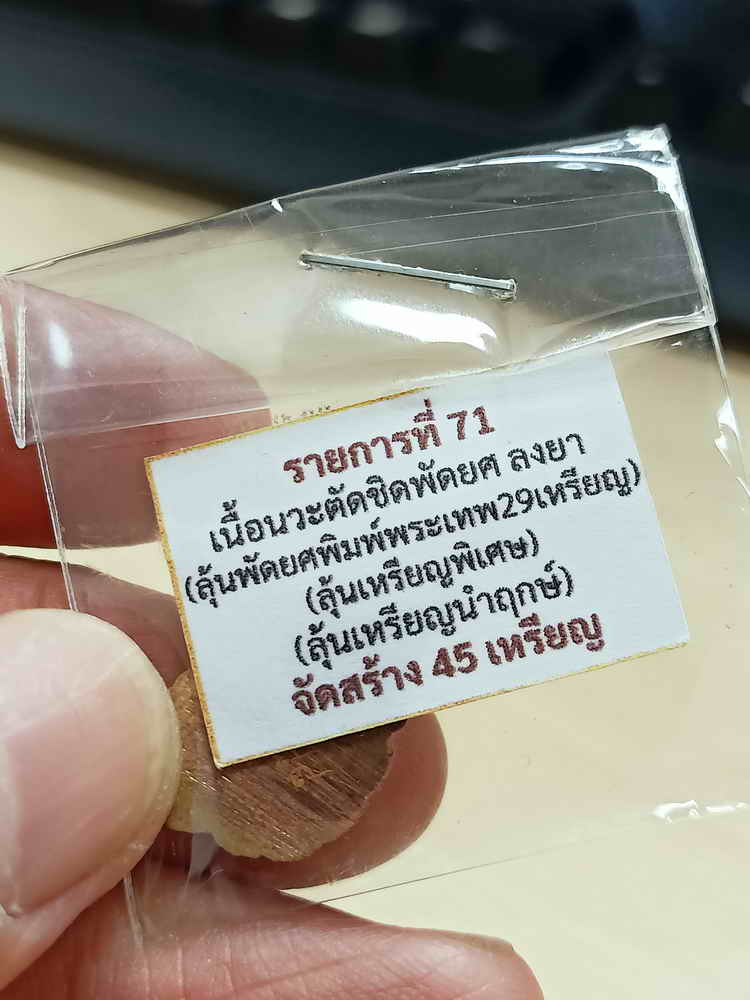 รายการที่ 71
เนื้อนวะตัดชิดพัดยศ ลงยา
(ลุ้นพัดยศพิมพ์พระเทพ29เหรียญ)
(ลุ้นเหรียญพิเศษ)
(ลุ้นเหรียญนำฤกษ์)
จัดสร้าง 45 เหรียญ